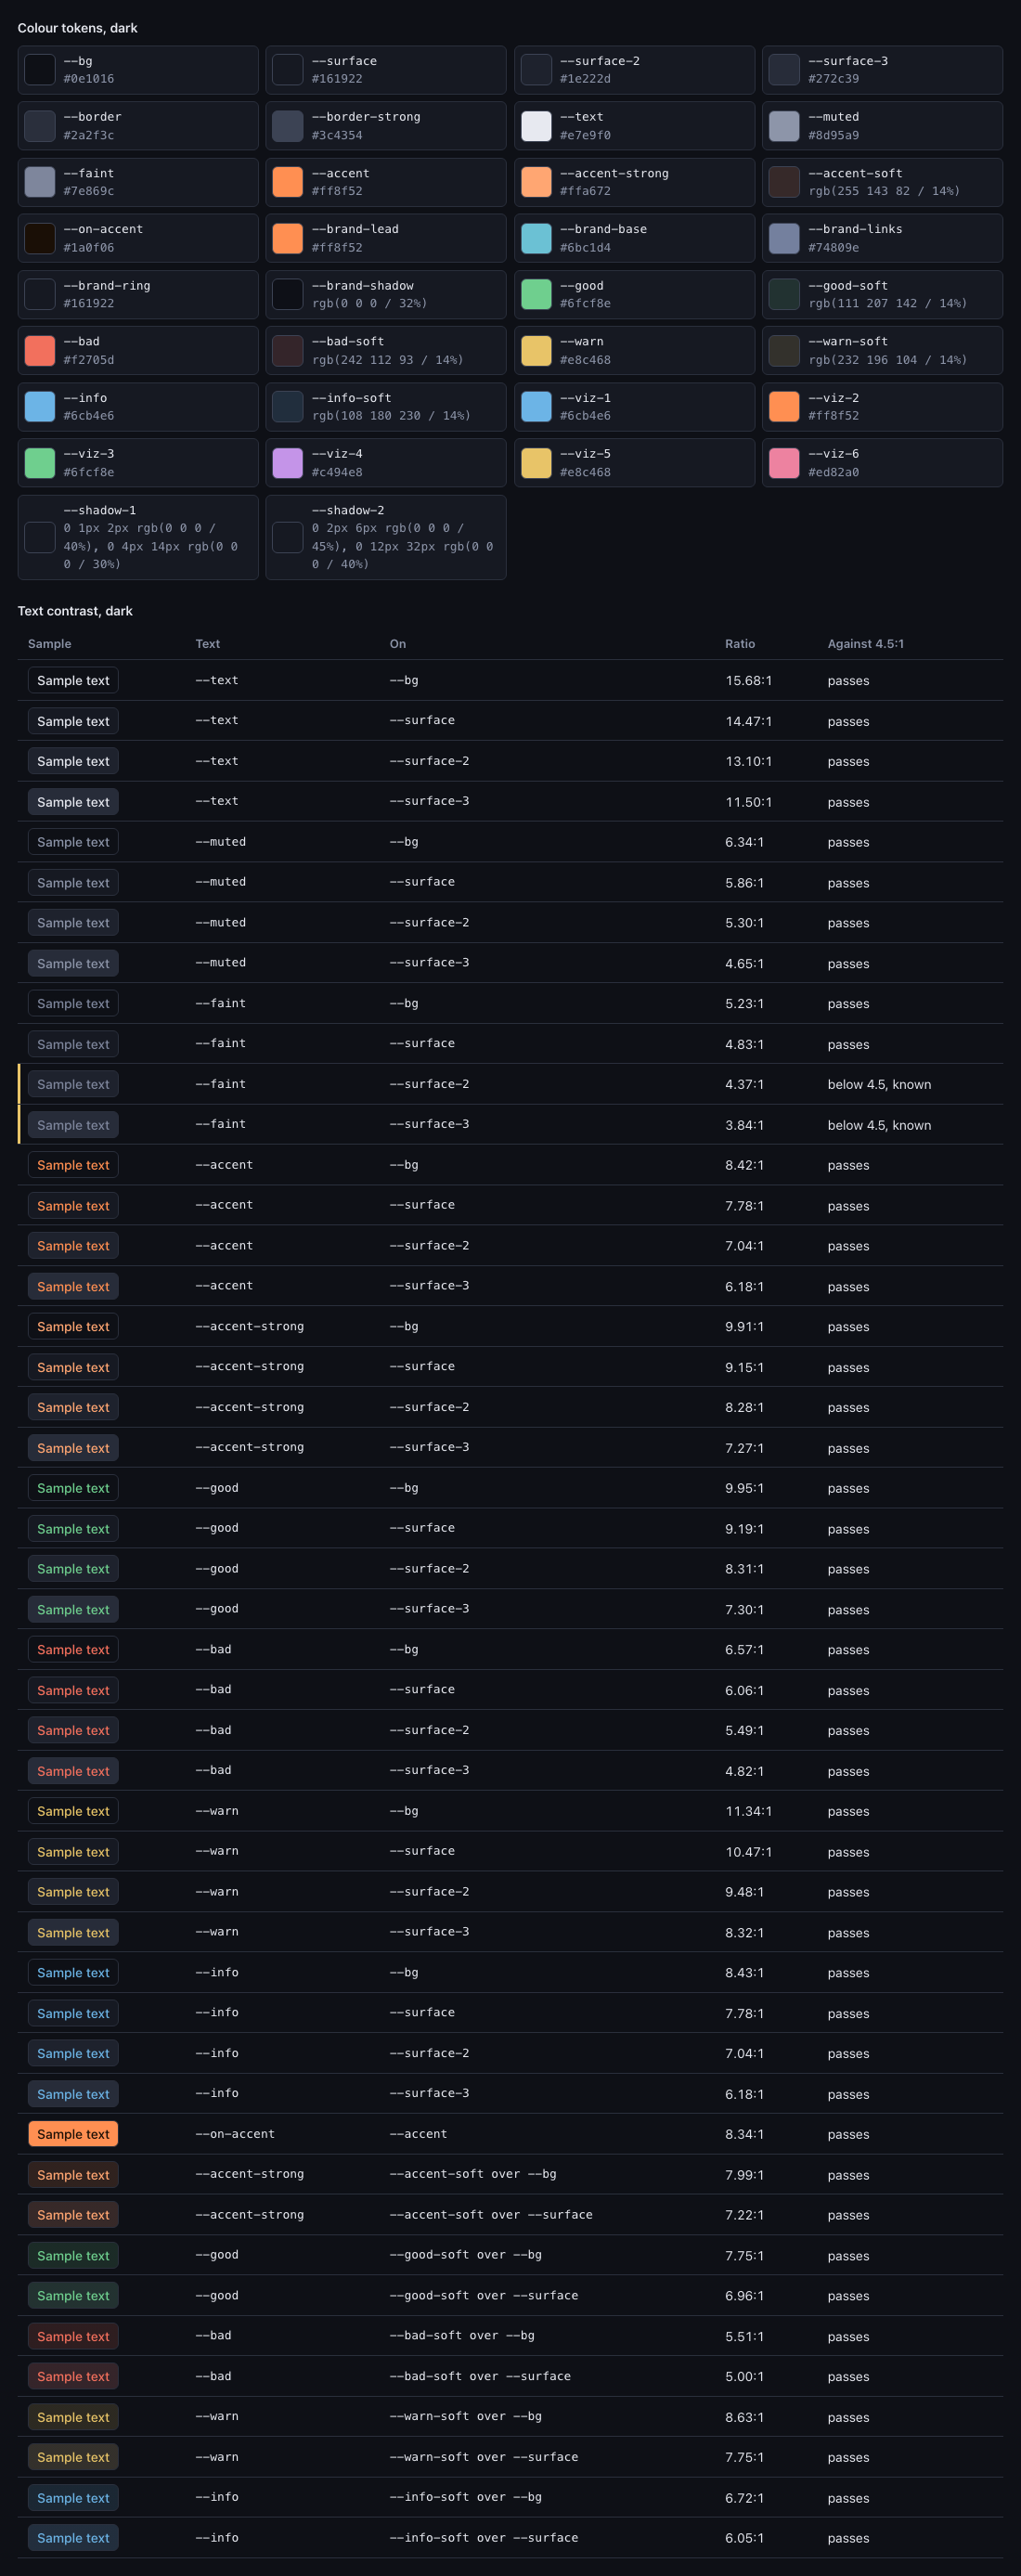 Colour tokens, dark
--bg --surface --surface-2 --surface-3
#0e1016 #161922 #1e222d #272c39
--border --border-strong --text --muted
#2a2f3c #3c4354 #e7e9f0 #8d95a9
--faint --accent --accent-strong --accent-soft
#7e869c #ff8f52 #ffa672 rgb(255 143 82 / 14%)
--on-accent --brand-lead --brand-base --brand-links
#1a0f06 #ff8f52 #6bc1d4 #74809e
--brand-ring --brand-shadow --good --good-soft
#161922 rgb(0 0 0 / 32%) #6fcf8e rgb(111 207 142 / 14%)
--bad --bad-soft --warn --warn-soft
#f2705d rgb(242 112 93 / 14%) #e8c468 rgb(232 196 104 / 14%)
--info --info-soft --viz-1 --viz-2
#6cb4e6 rgb(108 180 230 / 14%) #6cb4e6 #ff8f52
--viz-3 --viz-4 --viz-5 --viz-6
#6fcf8e #c494e8 #e8c468 #ed82a0
--shadow-1 --shadow-2
0 1px 2px rgb(0 0 0 / 0 2px 6px rgb(0 0 0 /
40%), 0 4px 14px rgb(0 0 45%), 0 12px 32px rgb(0 0
0 / 30%) 0 / 40%)
Text contrast, dark
Sample Text On Ratio Against 4.5:1
Sample text --text --bg 15.68:1 passes
Sample text --text --surface 14.47:1 passes
Sample text --text --surface-2 13.10:1 passes
Sample text --text --surface-3 11.50:1 passes
Sample text --muted --bg 6.34:1 passes
Sample text --muted --surface 5.86:1 passes
Sample text --muted --surface-2 5.30:1 passes
Sample text --muted --surface-3 4.65:1 passes
Sample text --faint --bg 5.23:1 passes
Sample text --faint --surface 4.83:1 passes
Sample text --faint --surface-2 4.37:1 below 4.5, known
Sample text --faint --surface-3 3.84:1 below 4.5, known
Sample text --accent --bg 8.42:1 passes
Sample text --accent --surface 7.78:1 passes
Sample text --accent --surface-2 7.04:1 passes
Sample text --accent --surface-3 6.18:1 passes
Sample text --accent-strong --bg 9.91:1 passes
Sample text --accent-strong --surface 9.15:1 passes
Sample text --accent-strong --surface-2 8.28:1 passes
Sample text --accent-strong --surface-3 7.27:1 passes
Sample text --good --bg 9.95:1 passes
Sample text --good --surface 9.19:1 passes
Sample text --good --surface-2 8.31:1 passes
Sample text --good --surface-3 7.30:1 passes
Sample text --bad --bg 6.57:1 passes
Sample text --bad --surface 6.06:1 passes
Sample text --bad --surface-2 5.49:1 passes
Sample text --bad --surface-3 4.82:1 passes
Sample text --warn --bg 11.34:1 passes
Sample text --warn --surface 10.47:1 passes
Sample text --warn --surface-2 9.48:1 passes
Sample text --warn --surface-3 8.32:1 passes
Sample text --info --bg 8.43:1 passes
Sample text --info --surface 7.78:1 passes
Sample text --info --surface-2 7.04:1 passes
Sample text --info --surface-3 6.18:1 passes
Sample text --on-accent --accent 8.34:1 passes
Sample text --accent-strong --accent-soft over --bg 7.99:1 passes
Sample text --accent-strong --accent-soft over --surface 7.22:1 passes
Sample text --good --good-soft over --bg 7.75:1 passes
Sample text --good --good-soft over --surface 6.96:1 passes
Sample text --bad --bad-soft over --bg 5.51:1 passes
Sample text --bad --bad-soft over --surface 5.00:1 passes
Sample text --warn --warn-soft over --bg 8.63:1 passes
Sample text --warn --warn-soft over --surface 7.75:1 passes
Sample text --info --info-soft over --bg 6.72:1 passes
Sample text --info --info-soft over --surface 6.05:1 passes